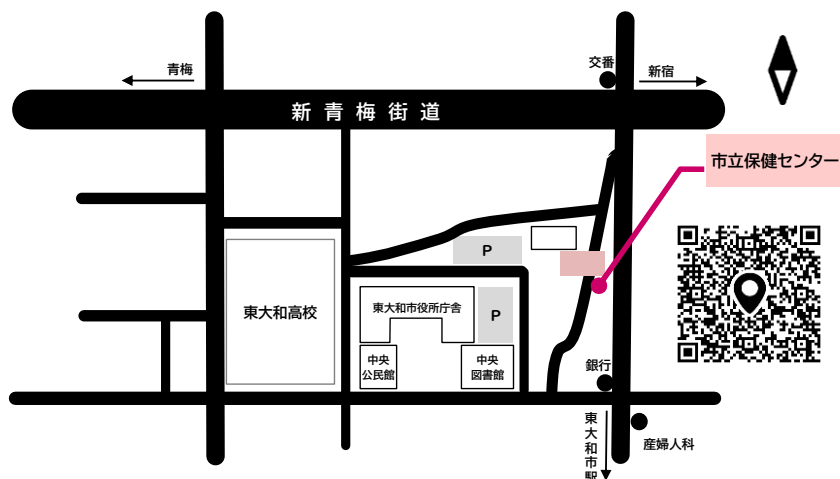 青梅
交番
新宿
新青梅街道
市立保健センター
P
東大和高校
東大和市役所庁舎
P
中央
公民館
中央
図書館
銀行
東大和市駅
産婦人科